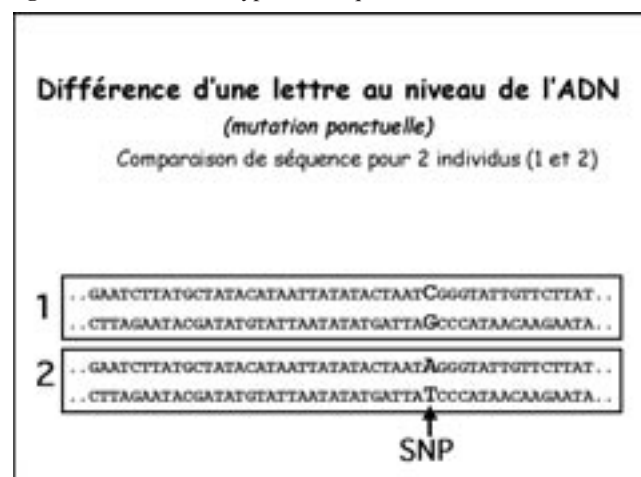 Différence d'une lettre au niveau de l'ADN
(mutation ponctuelle)
Comparaison de séquence pour 2 individus (1 et 2)
1
..GAATCTTATGCTATACATAATTATATACTAATCGGGTATTGTTCTTAT..
..CTTAGAATACGATATGTATTAATATATGATTAGCCCATAACAAGAATA..
2
..GAATCTTATGCTATACATAATTATATACTAATAGGGTATTGTTCTTAT..
..CTTAGAATACGATATGTATTAATATATGATTATCCCATAACAAGAATA..
SNP